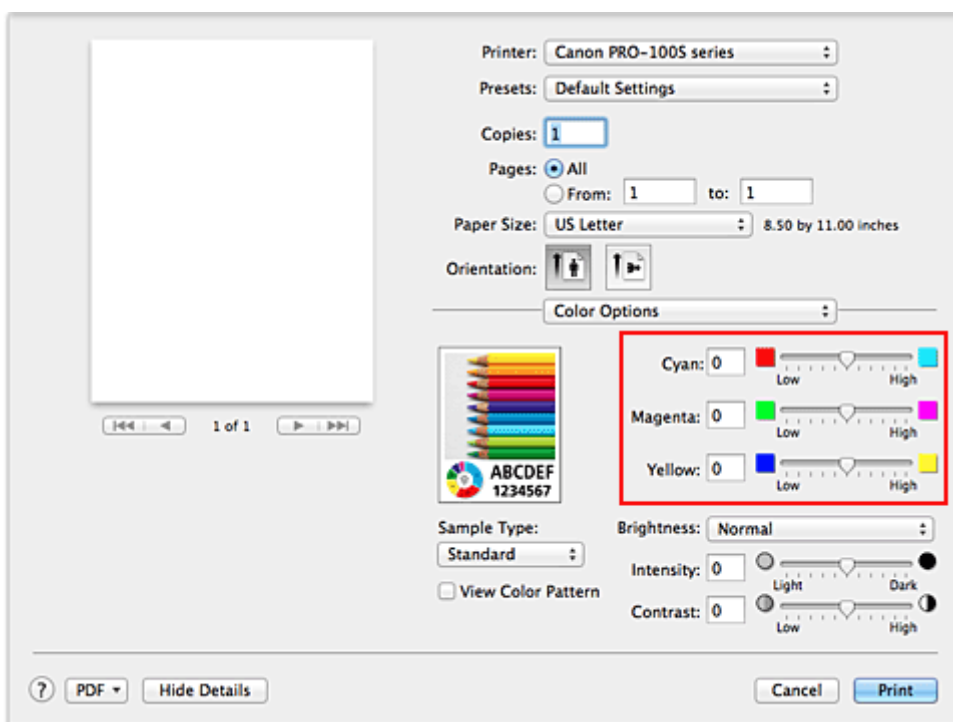 Printer: Canon PRO-100S series
Presets: Default Settings
Copies: 1
Pages: All
From: 1 to: 1
Paper Size: US Letter 8.50 by 11.00 inches
Orientation:
Color Options
1 of 1
ABCDEF
1234567
Cyan: 0
Low High
Magenta: 0
Low High
Yellow: 0
Low High
Sample Type:
Standard
View Color Pattern
Brightness: Normal
Intensity: 0
Light Dark
Contrast: 0
Low High
? PDF Hide Details Cancel Print